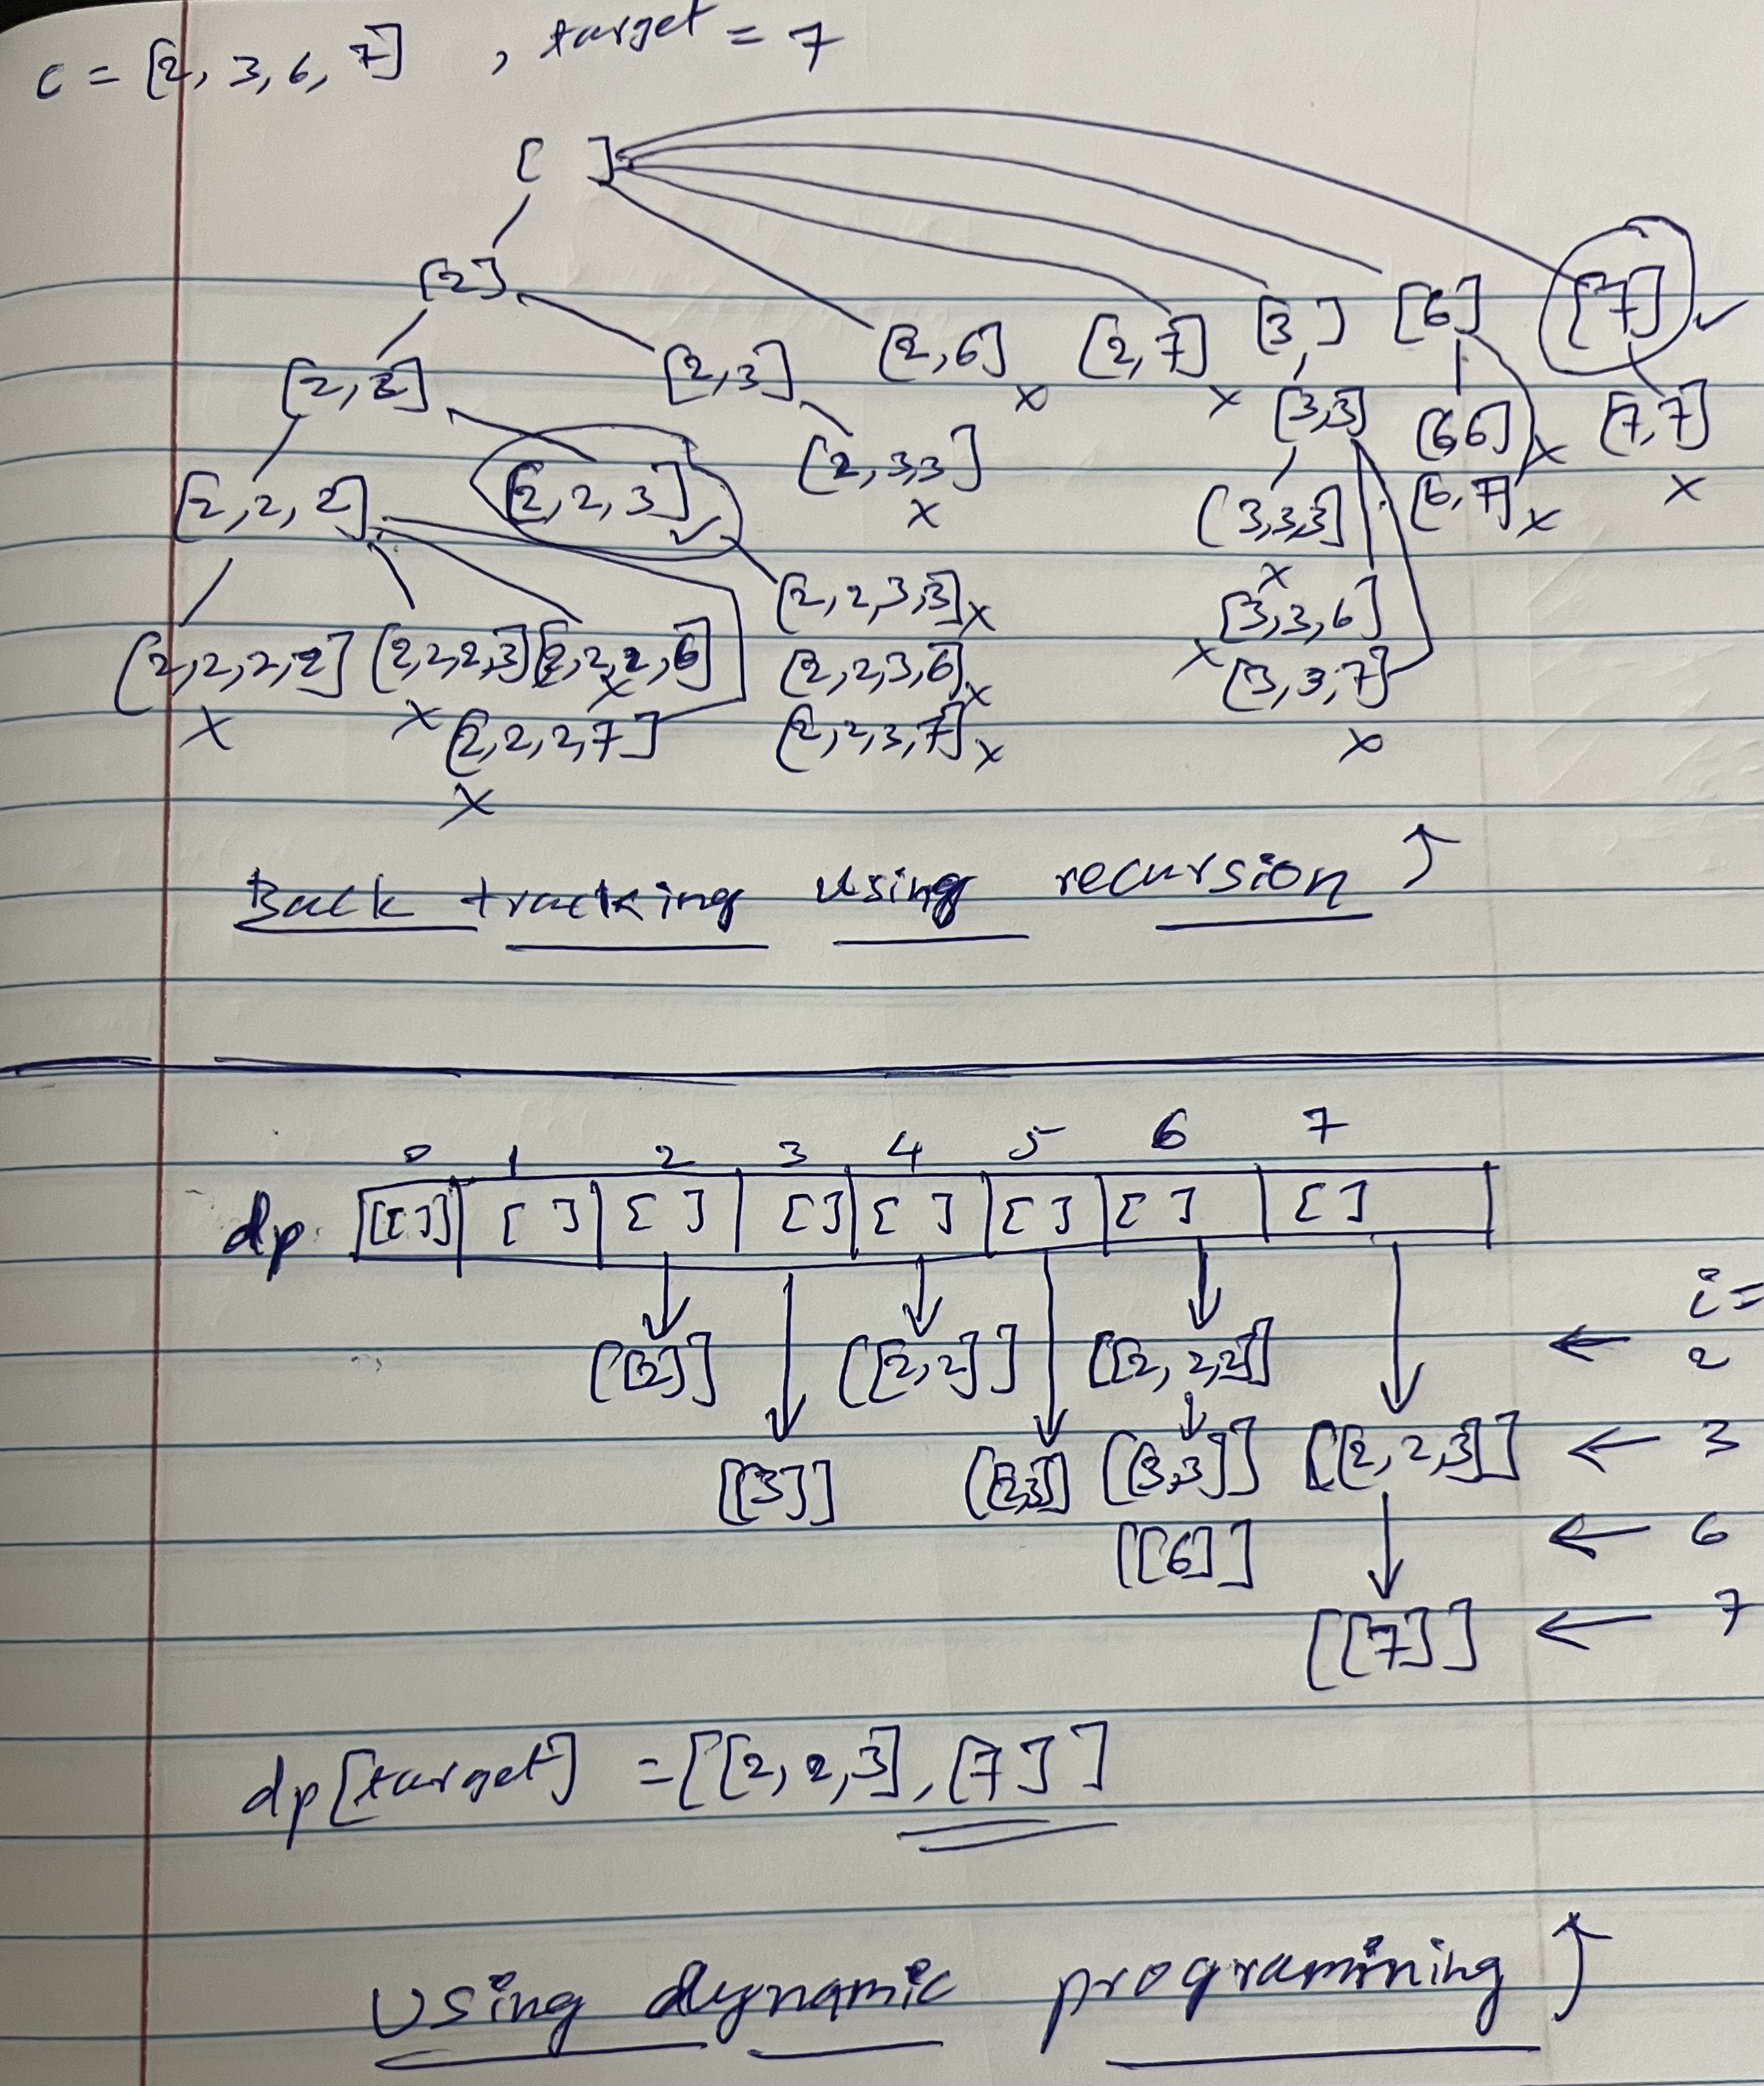 c = [2, 3, 6, 7] , target = 7
[ ]
[2]
[2,6] x [2,7] x [3,] [6] [7] ✓
[2,2] [2,3] [3,3] [6,6] x [7,7] x
[2,2,2] [2,2,3] ✓ [2,3,3] x [3,3,3] x [6,7] x
[2,2,3,3] x [3,3,6] x
[2,2,2,2] x [2,2,2,3] x [2,2,2,6] x [2,2,3,6] x [3,3,7] x
[2,2,2,7] x [2,2,3,7] x
Back tracking using recursion ↑
0 1 2 3 4 5 6 7
dp [[]] [ ] [ ] [ ] [ ] [ ] [ ] [ ]
i =
[[2]] [[2,2]] [[2,2,2]] ← 2
[[3]] [2,3] [[3,3]] [[2,2,3]] ← 3
[[6]] ← 6
[[7]] ← 7
dp[target] = [[2,2,3], [7]]
Using dynamic programining ↑